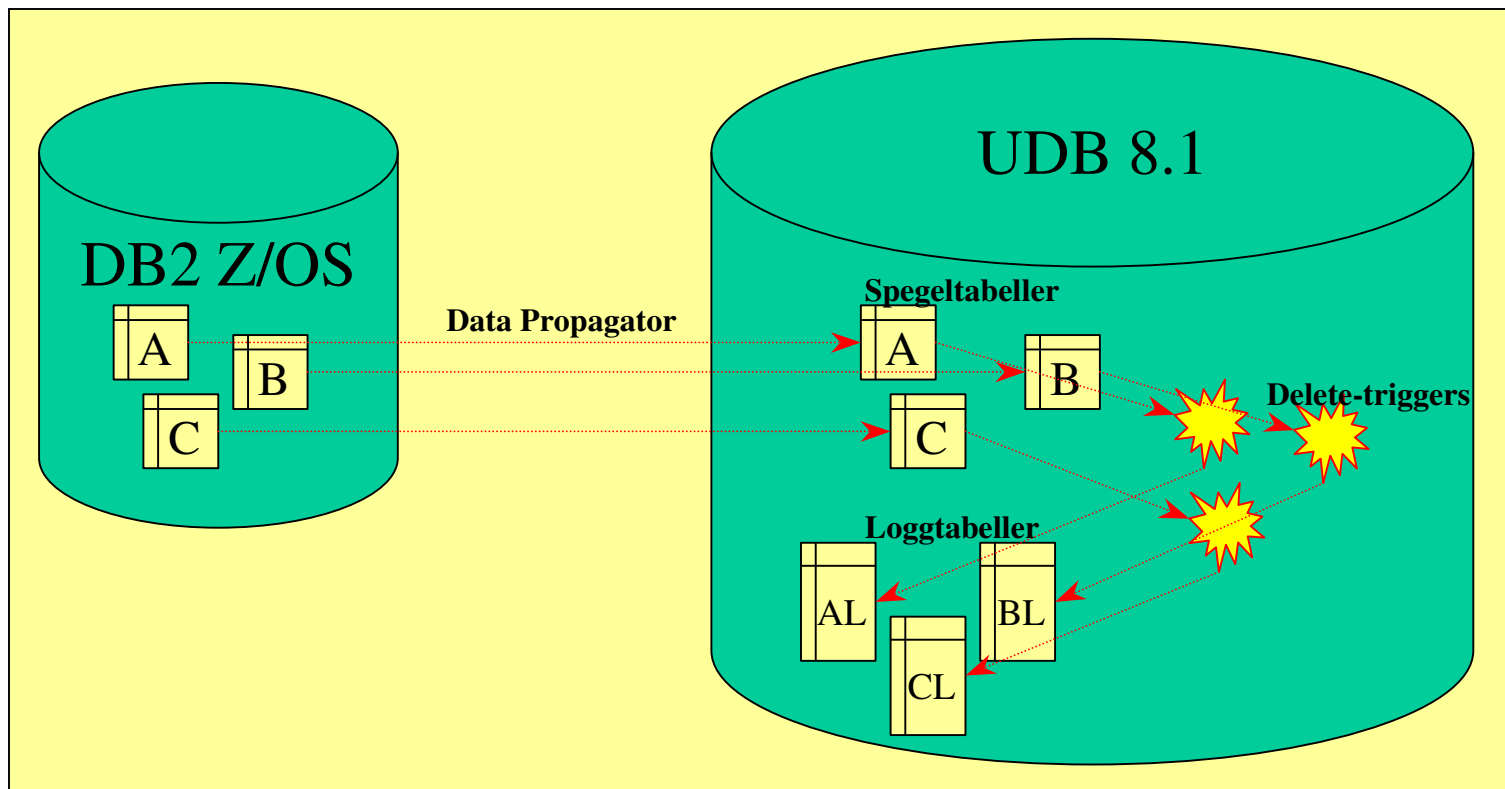 UDB 8.1
DB2 Z/OS
Spegeltabeller
Data Propagator
A
B
C
A
B
C
Delete-triggers
Loggtabeller
AL
BL
CL